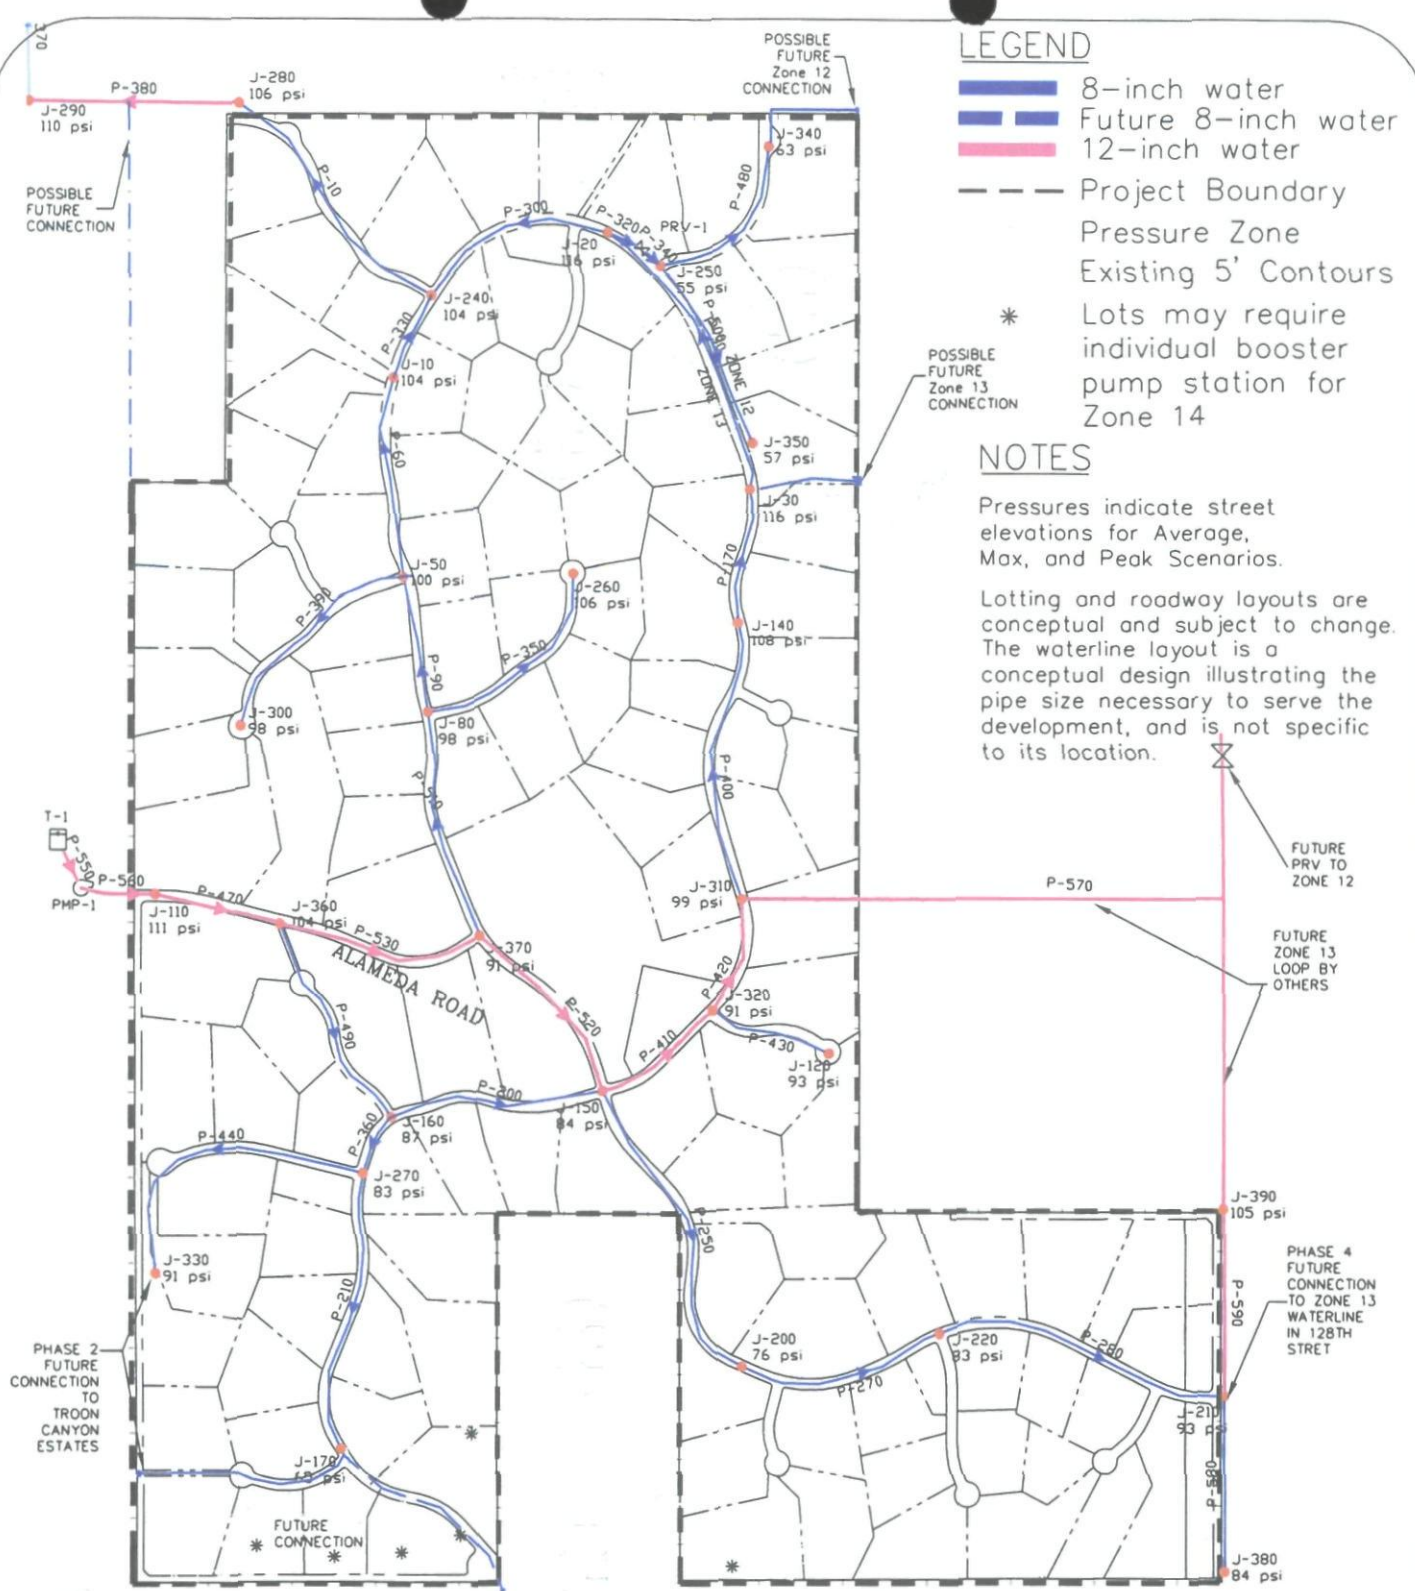 370
P-380
J-280
106 psi
J-290
110 psi
POSSIBLE
FUTURE
CONNECTION
P-10
POSSIBLE
FUTURE
Zone 12
CONNECTION
J-340
63 psi
P-480
P-300
P-320
P-340
PRV-1
J-20
116 psi
J-250
55 psi
J-240
104 psi
P-330
J-10
104 psi
ZONE 12
ZONE 13
POSSIBLE
FUTURE
Zone 13
CONNECTION
P-60
J-350
57 psi
J-30
116 psi
J-50
100 psi
P-390
J-260
106 psi
P-170
J-140
108 psi
P-350
P-90
J-80
98 psi
J-300
98 psi
P-400
T-1
P-550
P-560
PMP-1
P-470
J-110
111 psi
J-360
104 psi
P-530
J-370
91 psi
ALAMEDA ROAD
J-310
99 psi
P-570
P-420
J-320
91 psi
P-520
P-410
P-430
J-120
93 psi
P-490
P-200
J-150
84 psi
J-160
87 psi
P-360
P-440
J-270
83 psi
J-330
91 psi
P-210
P-250
PHASE 2
FUTURE
CONNECTION
TO
TROON
CANYON
ESTATES
J-170
psi
FUTURE
CONNECTION
J-200
76 psi
J-220
83 psi
P-270
P-280
J-210
93 psi
J-390
105 psi
P-590
PHASE 4
FUTURE
CONNECTION
TO ZONE 13
WATERLINE
IN 128TH
STRET
P-580
J-380
84 psi
FUTURE
PRV TO
ZONE 12
FUTURE
ZONE 13
LOOP BY
OTHERS
LEGEND
8-inch water
Future 8-inch water
12-inch water
Project Boundary
Pressure Zone
Existing 5' Contours
* Lots may require
individual booster
pump station for
Zone 14
NOTES
Pressures indicate street
elevations for Average,
Max, and Peak Scenarios.
Lotting and roadway layouts are
conceptual and subject to change.
The waterline layout is a
conceptual design illustrating the
pipe size necessary to serve the
development, and is not specific
to its location.